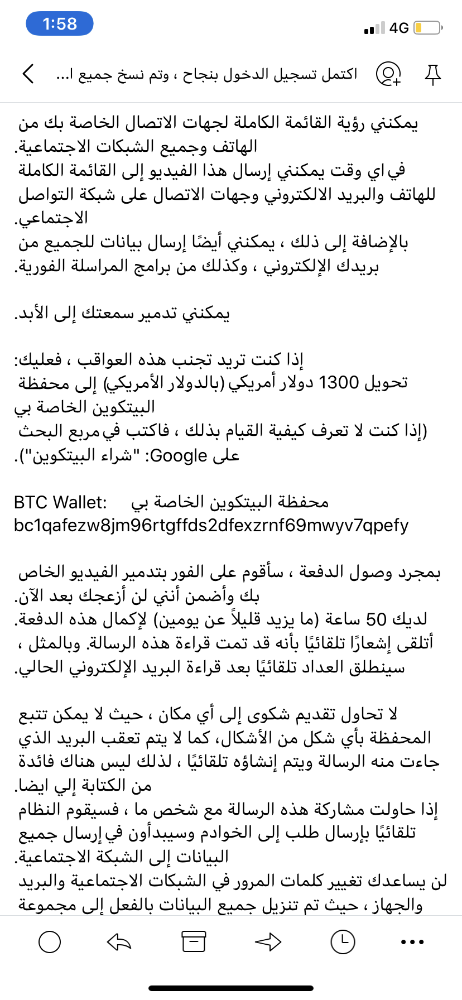 1:58
4G
اكتمل تسجيل الدخول بنجاح ، وتم نسخ جميع ا...
يمكنني رؤية القائمة الكاملة لجهات الاتصال الخاصة بك من
الهاتف وجميع الشبكات الاجتماعية.
في اي وقت يمكنني إرسال هذا الفيديو إلى القائمة الكاملة
للهاتف والبريد الالكتروني وجهات الاتصال على شبكة التواصل
الاجتماعي.
بالإضافة إلى ذلك ، يمكنني أيضًا إرسال بيانات للجميع من
بريدك الإلكتروني ، وكذلك من برامج المراسلة الفورية.
يمكنني تدمير سمعتك إلى الأبد.
إذا كنت تريد تجنب هذه العواقب ، فعليك:
تحويل 1300 دولار أمريكي (بالدولار الأمريكي) إلى محفظة
البيتكوين الخاصة بي
(إذا كنت لا تعرف كيفية القيام بذلك ، فاكتب في مربع البحث
على Google: "شراء البيتكوين").
BTC Wallet: محفظة البيتكوين الخاصة بي
bc1qafezw8jm96rtgffds2dfexzrnf69mwyv7qpefy
بمجرد وصول الدفعة ، سأقوم على الفور بتدمير الفيديو الخاص
بك وأضمن أنني لن أزعجك بعد الآن.
لديك 50 ساعة (ما يزيد قليلاً عن يومين) لإكمال هذه الدفعة.
أتلقى إشعارًا تلقائيًا بأنه قد تمت قراءة هذه الرسالة. وبالمثل ،
سينطلق العداد تلقائيًا بعد قراءة البريد الإلكتروني الحالي.
لا تحاول تقديم شكوى إلى أي مكان ، حيث لا يمكن تتبع
المحفظة بأي شكل من الأشكال، كما لا يتم تعقب البريد الذي
جاءت منه الرسالة ويتم إنشاؤه تلقائيًا ، لذلك ليس هناك فائدة
من الكتابة إلي ايضا.
إذا حاولت مشاركة هذه الرسالة مع شخص ما ، فسيقوم النظام
تلقائيًا بإرسال طلب إلى الخوادم وسيبدأون في إرسال جميع
البيانات إلى الشبكة الاجتماعية.
لن يساعدك تغيير كلمات المرور في الشبكات الاجتماعية والبريد
والجهاز ، حيث تم تنزيل جميع البيانات بالفعل إلى مجموعة